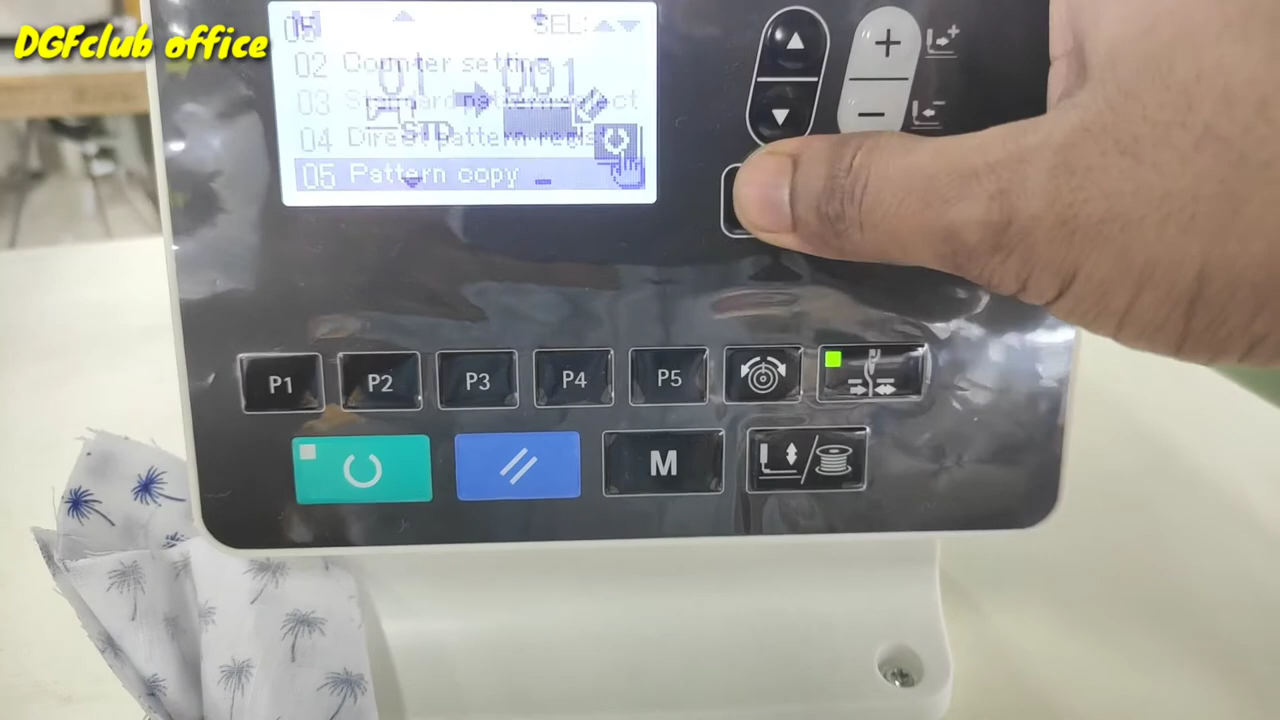 DGFclub office
05 SEL:
02 Counter setting
01 001
03 Standard pattern select
STD
04 Direct pattern regist
05 Pattern copy
P1 P2 P3 P4 P5
M